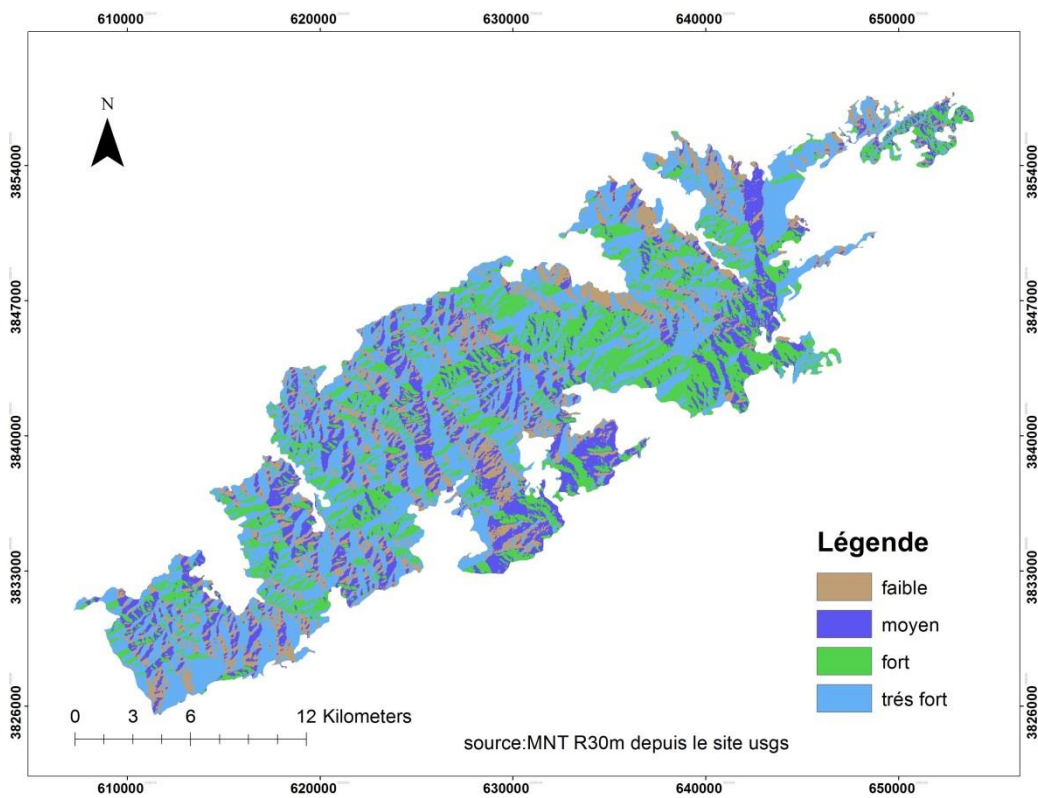 610000 620000 630000 640000 650000
N
3854000 3854000
3847000 3847000
3840000 3840000
3833000 3833000
3826000 3826000
Légende
faible
moyen
fort
trés fort
0 3 6 12 Kilometers
source:MNT R30m depuis le site usgs
610000 620000 630000 640000 650000